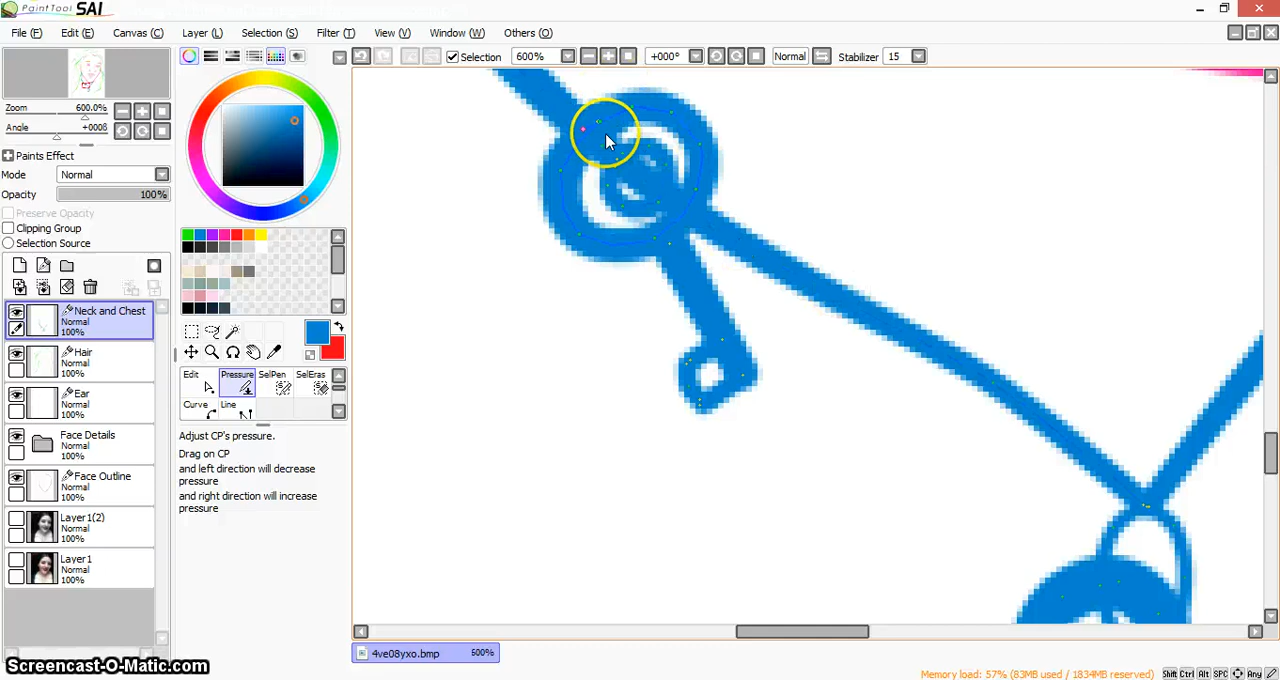 PaintTool SAI
File (F) Edit (E) Canvas (C) Layer (L) Selection (S) Filter (T) View (V) Window (W) Others (O)
Selection 600% +000° Normal Stabilizer 15
Zoom 600.0%
Angle +0008
Paints Effect
Mode Normal
Opacity 100%
Preserve Opacity
Clipping Group
Selection Source
Neck and Chest
Normal
100%
Hair
Normal
100%
Ear
Normal
100%
Face Details
Normal
100%
Face Outline
Normal
100%
Layer1(2)
Normal
100%
Layer1
Normal
100%
Edit Pressure SelPen SelEras
Curve Line
Adjust CP's pressure.
Drag on CP
and left direction will decrease
pressure
and right direction will increase
pressure
4ve08yxo.bmp 600%
Screencast-O-Matic.com
Memory load: 57% (83MB used / 1834MB reserved)
Shift Ctrl Alt SPC Any